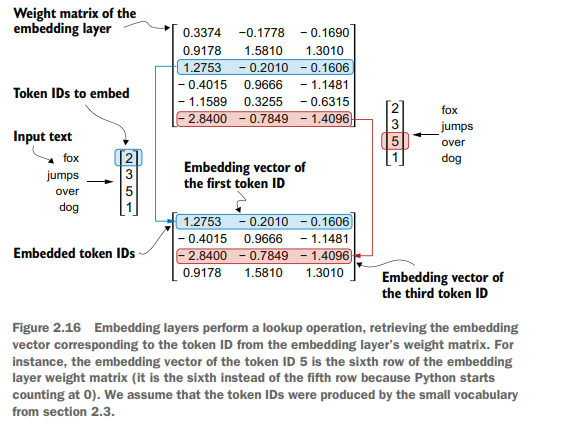 Weight matrix of the
embedding layer
0.3374 -0.1778 - 0.1690
0.9178 1.5810 1.3010
1.2753 - 0.2010 - 0.1606
- 0.4015 0.9666 - 1.1481
- 1.1589 0.3255 - 0.6315
- 2.8400 - 0.7849 - 1.4096
Token IDs to embed
Input text
fox 2
jumps 3
over 5
dog 1
2 fox
3 jumps
5 over
1 dog
Embedding vector of
the first token ID
1.2753 - 0.2010 - 0.1606
- 0.4015 0.9666 - 1.1481
- 2.8400 - 0.7849 - 1.4096
0.9178 1.5810 1.3010
Embedded token IDs
Embedding vector of
the third token ID
Figure 2.16 Embedding layers perform a lookup operation, retrieving the embedding
vector corresponding to the token ID from the embedding layer's weight matrix. For
instance, the embedding vector of the token ID 5 is the sixth row of the embedding
layer weight matrix (it is the sixth instead of the fifth row because Python starts
counting at 0). We assume that the token IDs were produced by the small vocabulary
from section 2.3.